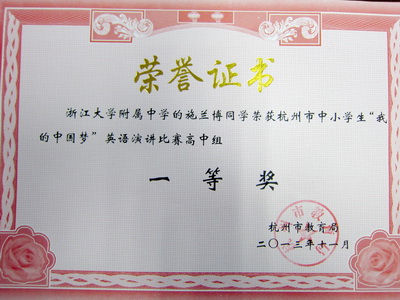 荣誉证书
浙江大学附属中学的施兰博同学荣获杭州市中小学生“我
的中国梦”英语演讲比赛高中组
一等奖
杭州市教育局
二〇一三年十一月